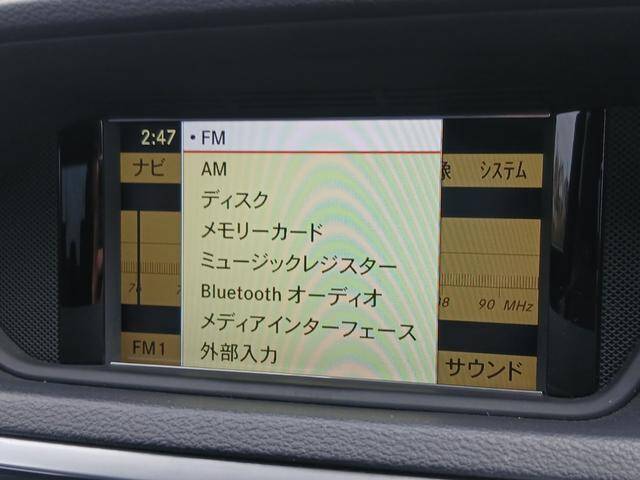 2:47
• FM
ナビ
AM
象
システム
ディスク
メモリーカード
ミュージックレジスター
Bluetooth オーディオ
90 MHz
メディアインターフェース
FM1
外部入力
サウンド